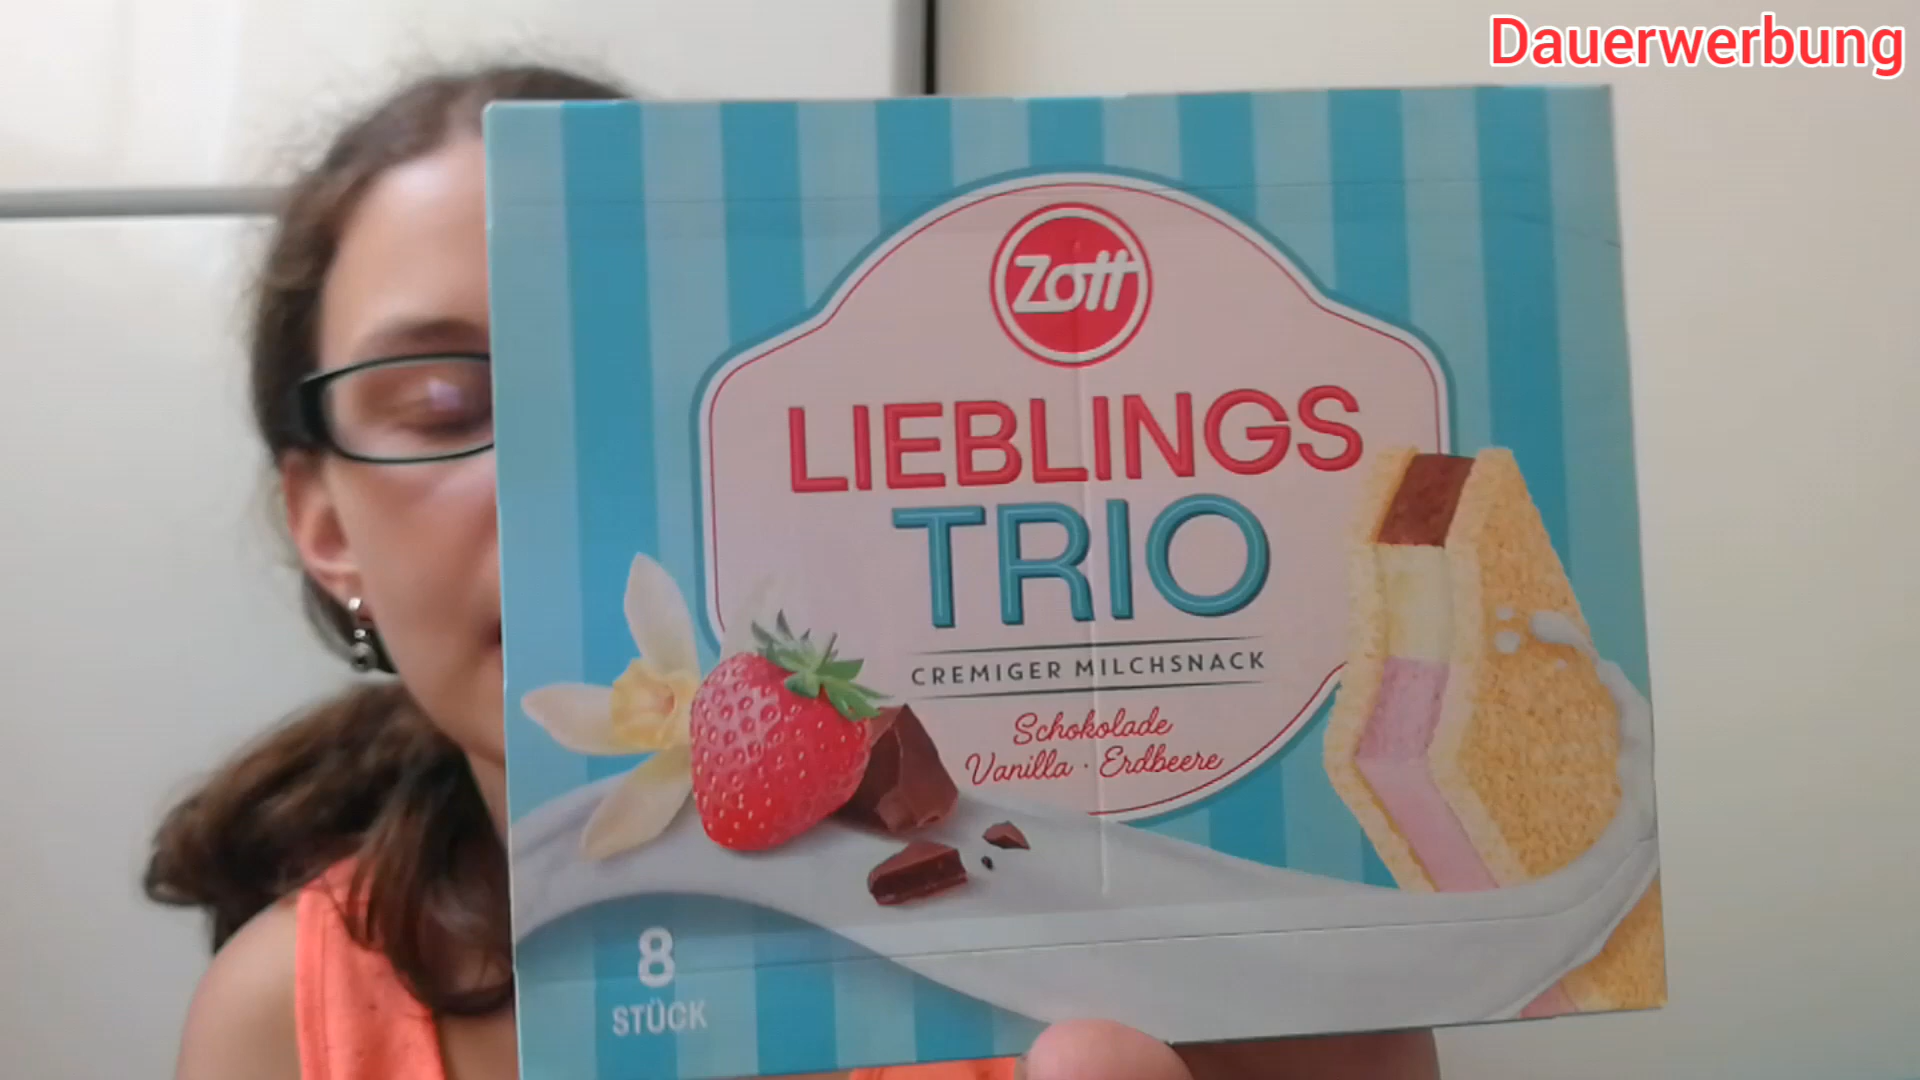 Dauerwerbung
Zott
LIEBLINGS
TRIO
CREMIGER MILCHSNACK
Schokolade
Vanilla · Erdbeere
8
STÜCK